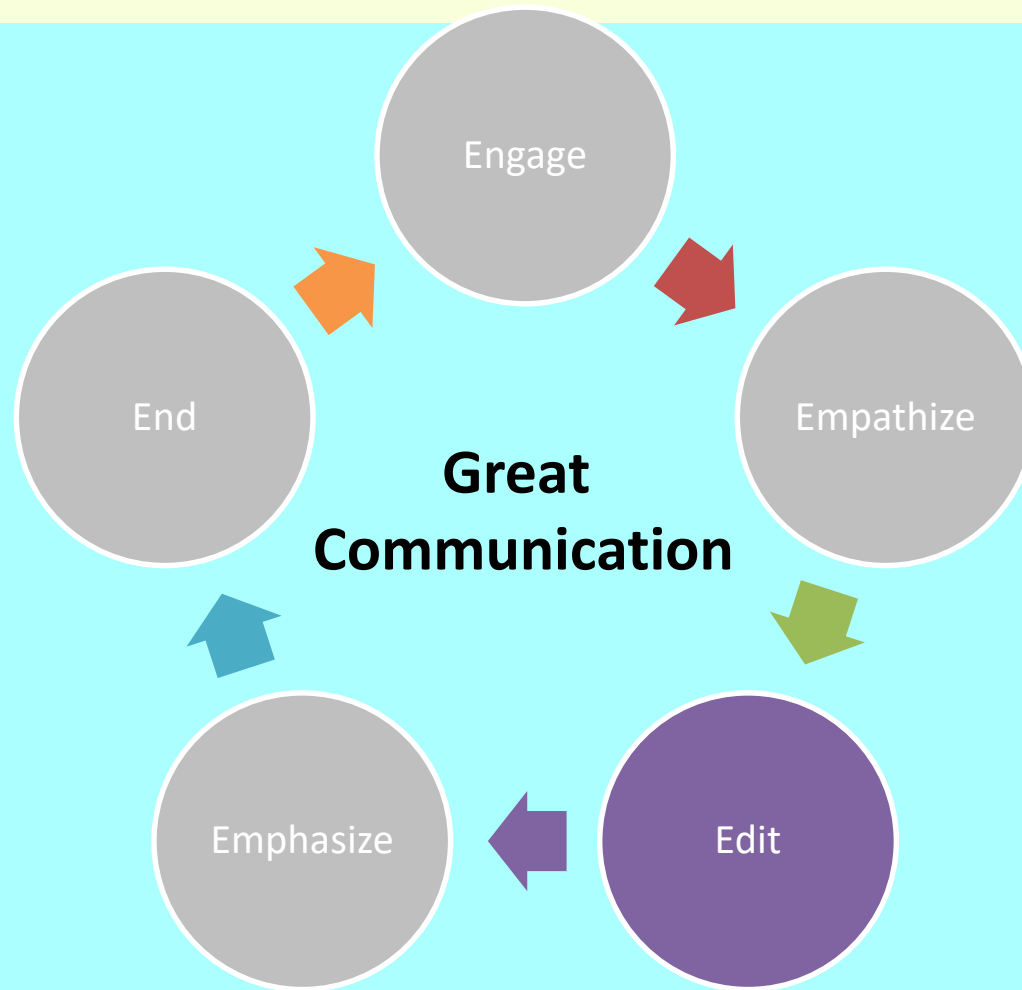 Engage
Empathize
Edit
Emphasize
End
Great
Communication